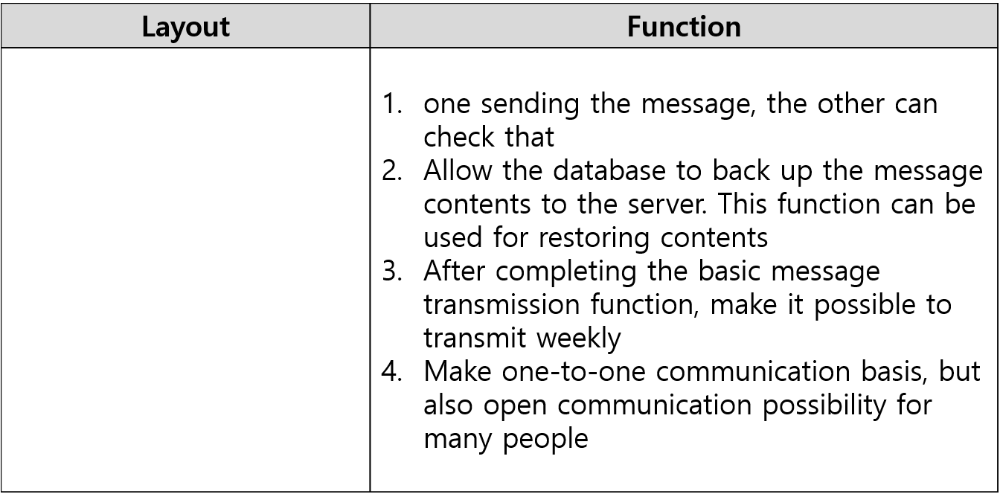 Layout
Function
1. one sending the message, the other can
check that
2. Allow the database to back up the message
contents to the server. This function can be
used for restoring contents
3. After completing the basic message
transmission function, make it possible to
transmit weekly
4. Make one-to-one communication basis, but
also open communication possibility for
many people